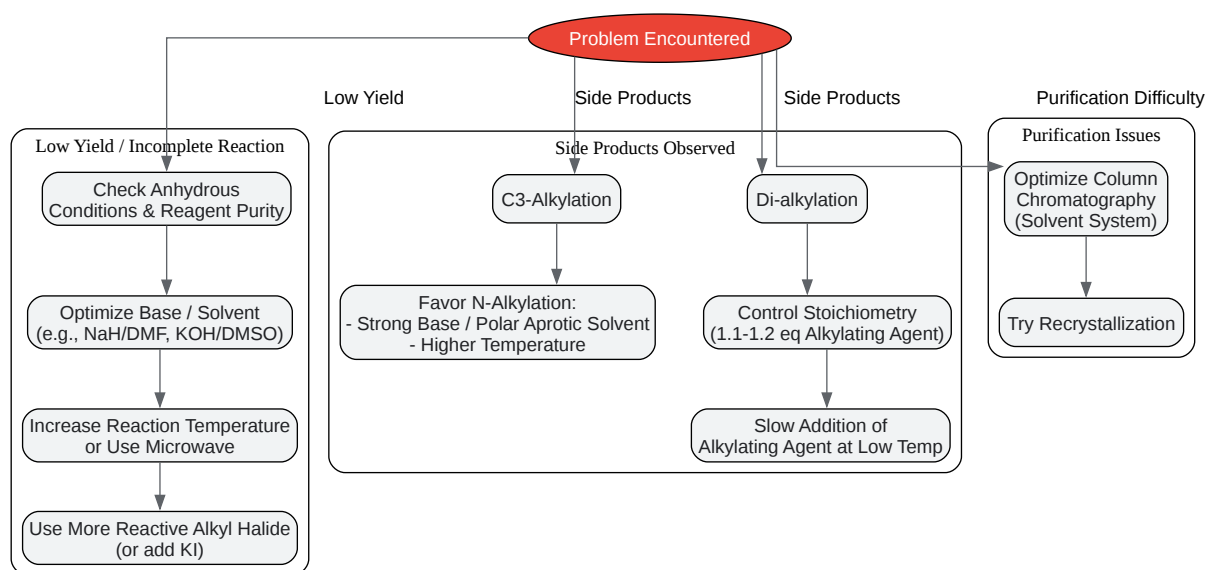 Problem Encountered
Low Yield
Side Products
Side Products
Purification Difficulty
Low Yield / Incomplete Reaction
Check Anhydrous
Conditions & Reagent Purity
Optimize Base / Solvent
(e.g., NaH/DMF, KOH/DMSO)
Increase Reaction Temperature
or Use Microwave
Use More Reactive Alkyl Halide
(or add KI)
Side Products Observed
C3-Alkylation
Favor N-Alkylation:
- Strong Base / Polar Aprotic Solvent
- Higher Temperature
Di-alkylation
Control Stoichiometry
(1.1-1.2 eq Alkylating Agent)
Slow Addition of
Alkylating Agent at Low Temp
Purification Issues
Optimize Column
Chromatography
(Solvent System)
Try Recrystallization